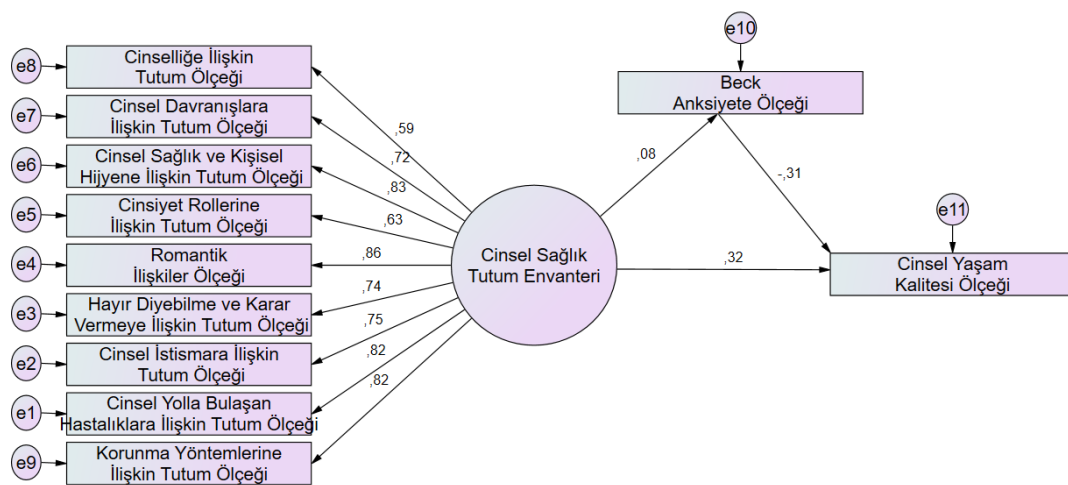 e8
Cinselliğe İlişkin
Tutum Ölçeği
,59
e7
Cinsel Davranışlara
İlişkin Tutum Ölçeği
,72
e6
Cinsel Sağlık ve Kişisel
Hijyene İlişkin Tutum Ölçeği
,83
e5
Cinsiyet Rollerine
İlişkin Tutum Ölçeği
,63
e4
Romantik
İlişkiler Ölçeği
,86
e3
Hayır Diyebilme ve Karar
Vermeye İlişkin Tutum Ölçeği
,74
e2
Cinsel İstismara İlişkin
Tutum Ölçeği
,75
e1
Cinsel Yolla Bulaşan
Hastalıklara İlişkin Tutum Ölçeği
,82
e9
Korunma Yöntemlerine
İlişkin Tutum Ölçeği
,82
Cinsel Sağlık
Tutum Envanteri
,08
,32
e10
Beck
Anksiyete Ölçeği
-,31
e11
Cinsel Yaşam
Kalitesi Ölçeği